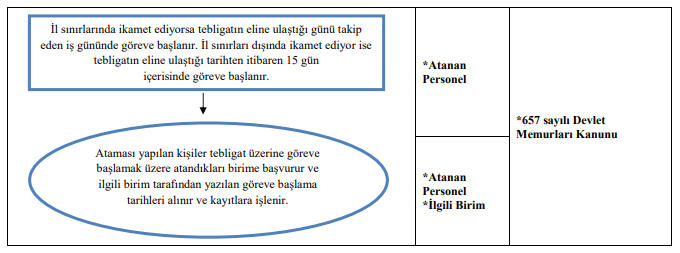 İl sınırlarında ikamet ediyorsa tebligatın eline ulaştığı günü takip
eden iş gününde göreve başlanır. İl sınırları dışında ikamet ediyor ise
tebligatın eline ulaştığı tarihten itibaren 15 gün
içerisinde göreve başlanır.
*Atanan
Personel
*657 sayılı Devlet
Memurları Kanunu
Ataması yapılan kişiler tebligat üzerine göreve
başlamak üzere atandıkları birime başvurur ve
ilgili birim tarafından yazılan göreve başlama
tarihleri alınır ve kayıtlara işlenir.
*Atanan
Personel
*İlgili Birim